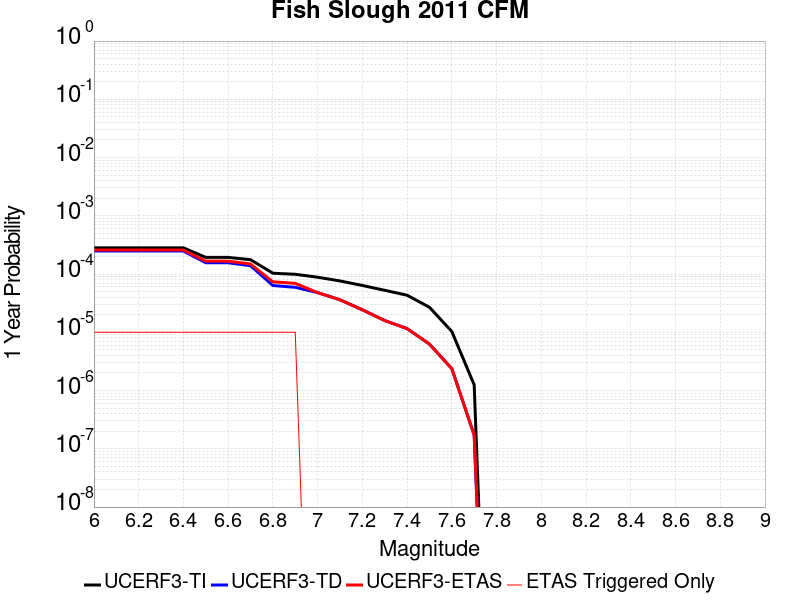 Fish Slough 2011 CFM
10^0
10^-1
10^-2
10^-3
10^-4
10^-5
10^-6
10^-7
10^-8
1 Year Probability
6 6.2 6.4 6.6 6.8 7 7.2 7.4 7.6 7.8 8 8.2 8.4 8.6 8.8 9
Magnitude
UCERF3-TI UCERF3-TD UCERF3-ETAS ETAS Triggered Only